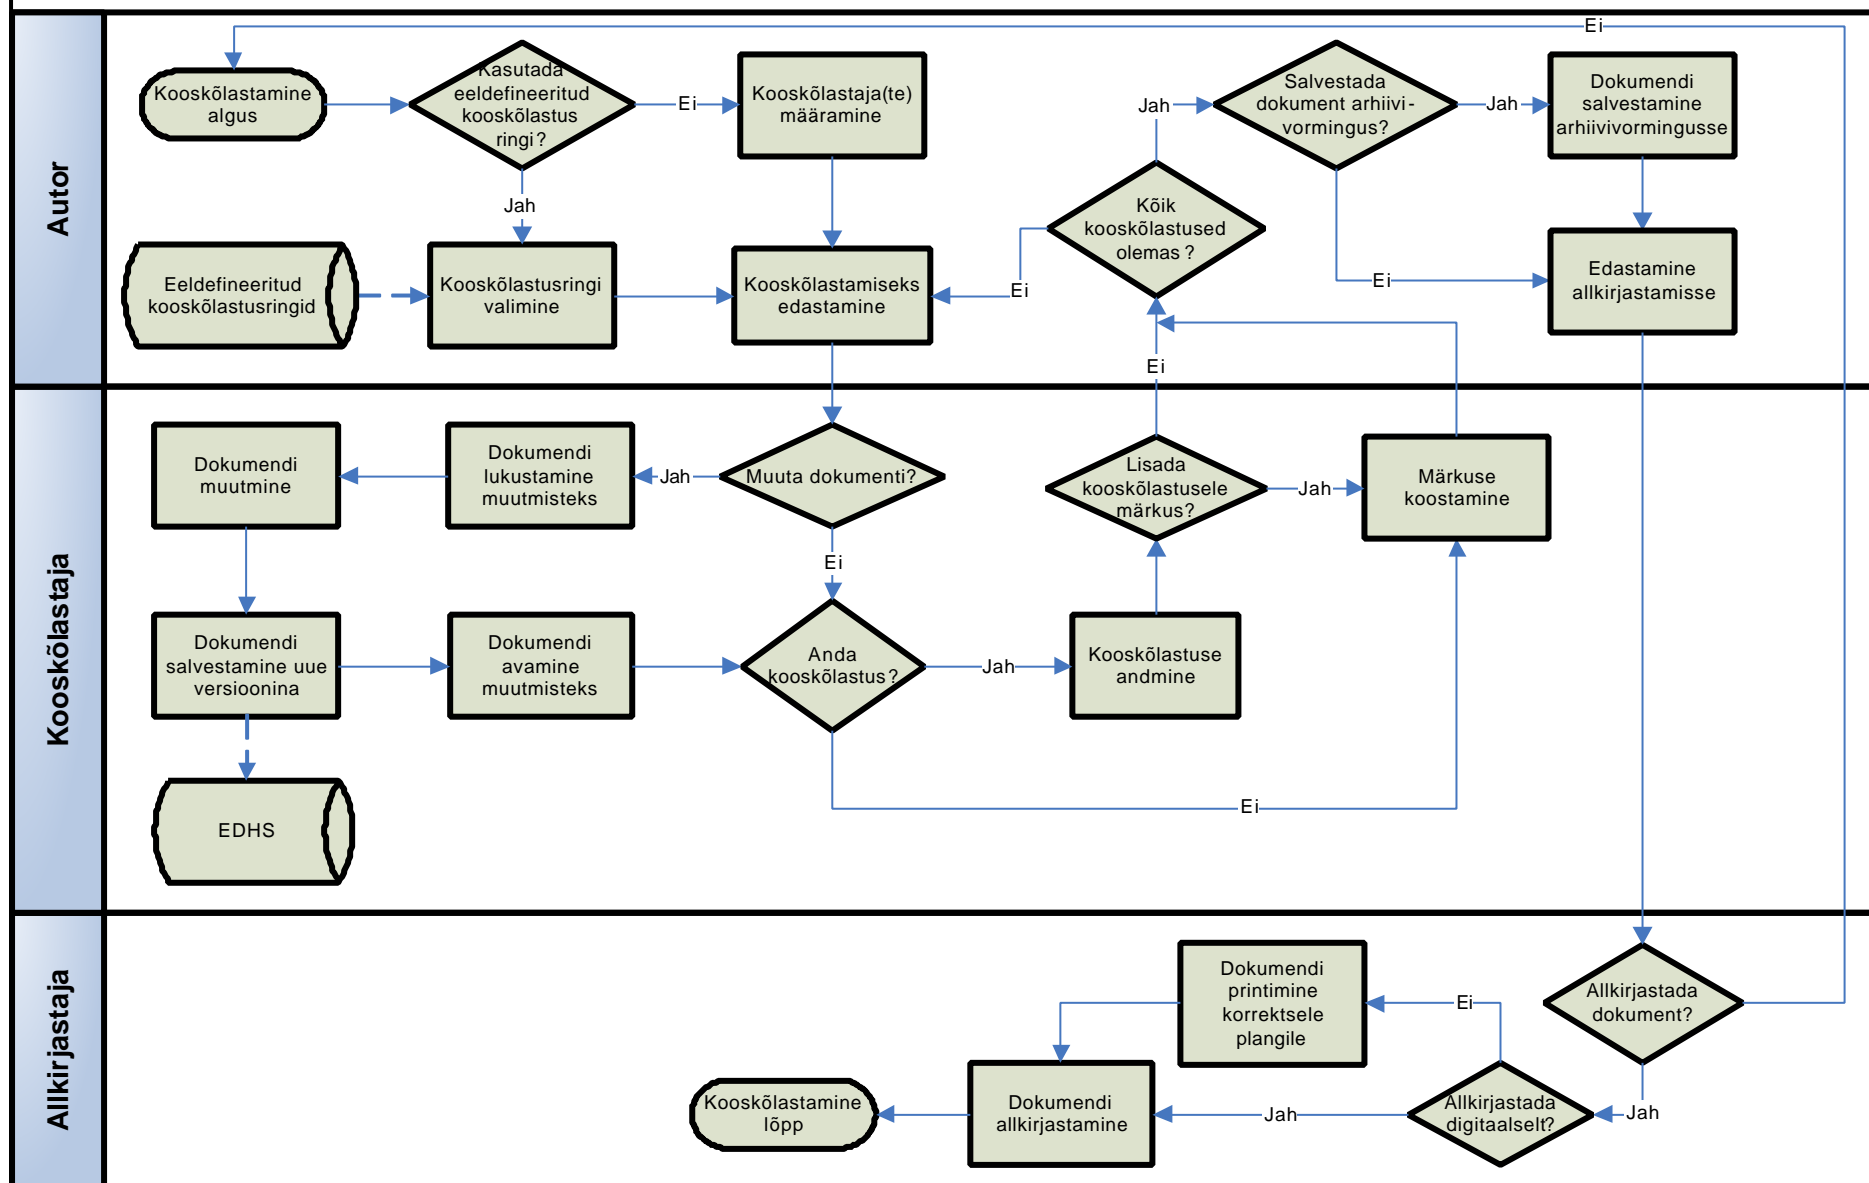 Autor
Kooskõlastamine
algus
Kasutada
eeldefineeritud
kooskõlastus
ringi?
Ei
Jah
Kooskõlastaja(te)
määramine
Eeldefineeritud
kooskõlastusringid
Kooskõlastusringi
valimine
Kooskõlastamiseks
edastamine
Kõik
kooskõlastused
olemas?
Ei
Jah
Salvestada
dokument arhiivi-
vormingus?
Jah
Ei
Dokumendi
salvestamine
arhiivivormingusse
Edastamine
allkirjastamisse
Ei
Kooskõlastaja
Muuta dokumenti?
Jah
Ei
Dokumendi
lukustamine
muutmisteks
Dokumendi
muutmine
Dokumendi
salvestamine uue
versioonina
EDHS
Dokumendi
avamine
muutmisteks
Anda
kooskõlastus?
Jah
Ei
Kooskõlastuse
andmine
Lisada
kooskõlastusele
märkus?
Ei
Jah
Märkuse
koostamine
Allkirjastaja
Allkirjastada
dokument?
Jah
Allkirjastada
digitaalselt?
Ei
Jah
Dokumendi
printimine
korrektsele
plangile
Dokumendi
allkirjastamine
Kooskõlastamine
lõpp